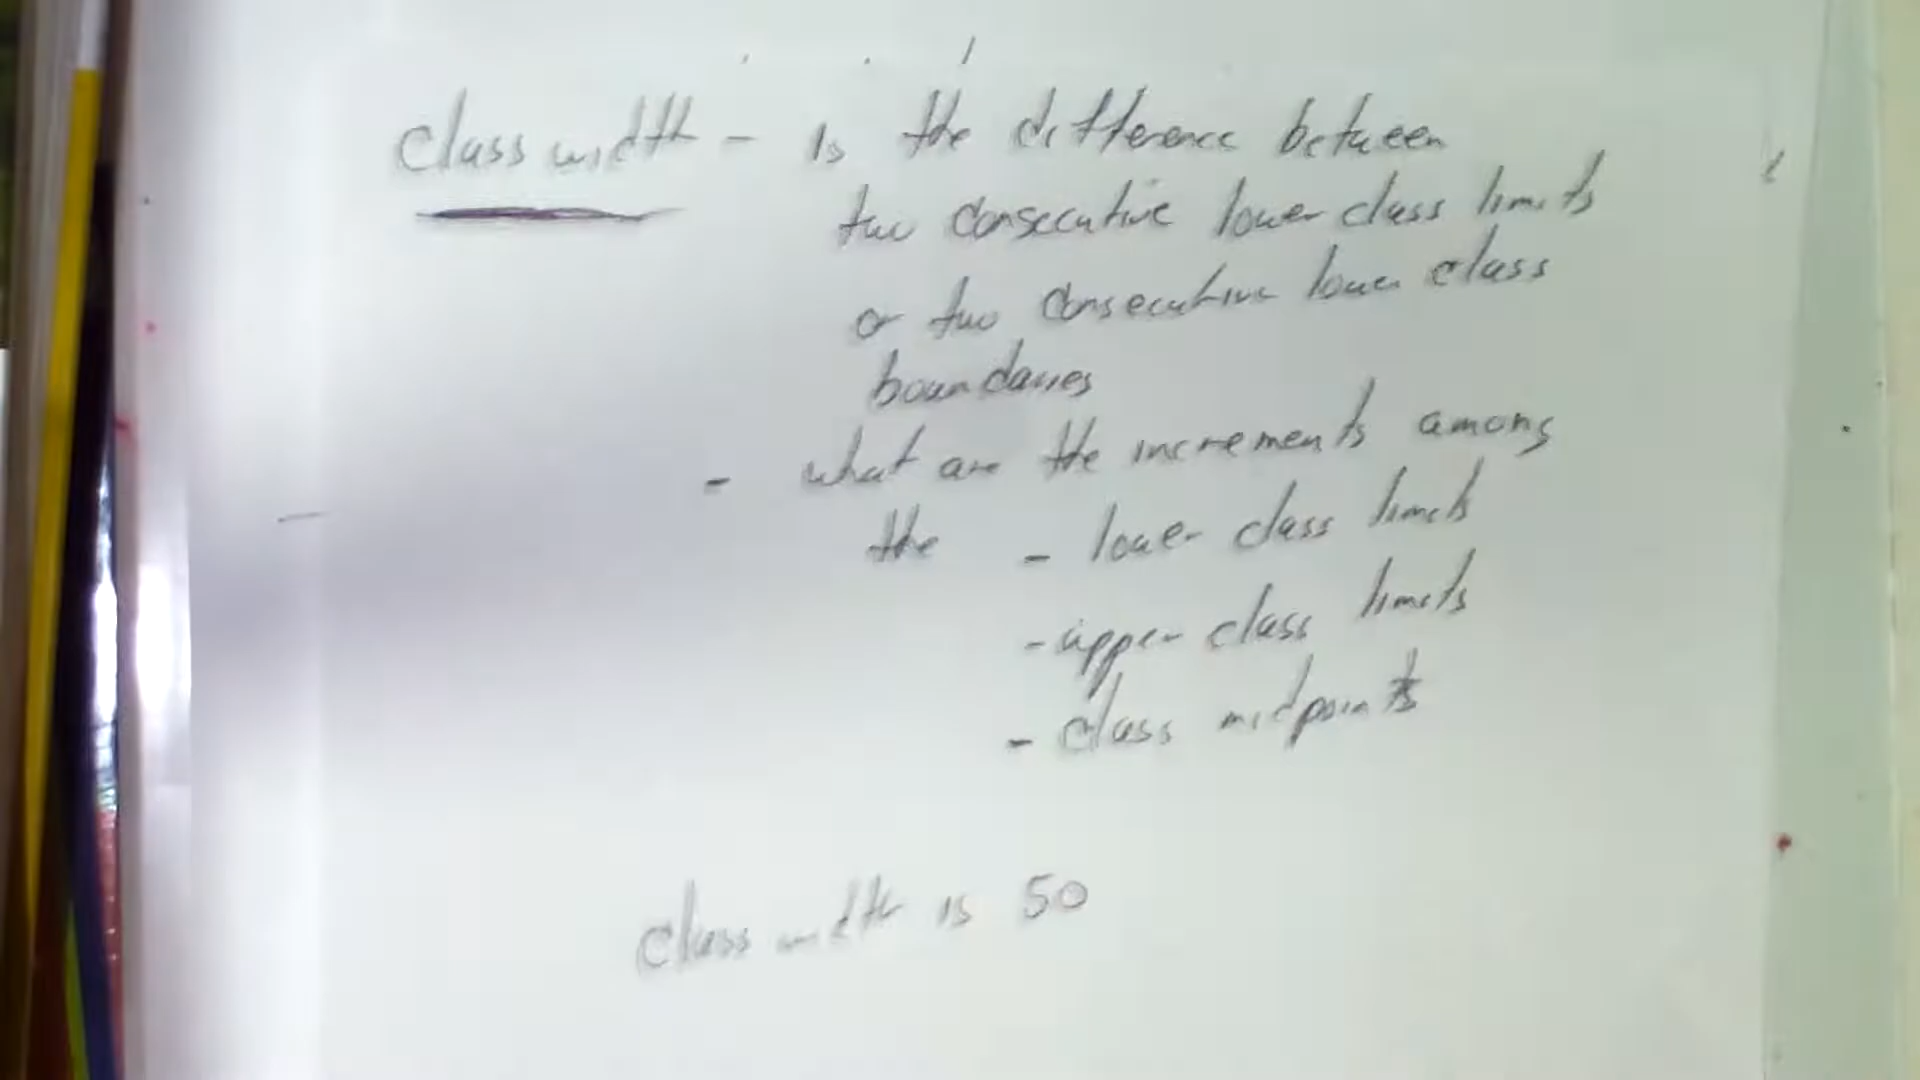 class width - is the difference between
two consecutive lower class limits
or two consecutive lower class
boundaries
- what are the increments among
the - lower class limits
- upper class limits
- class midpoints
class width is 50